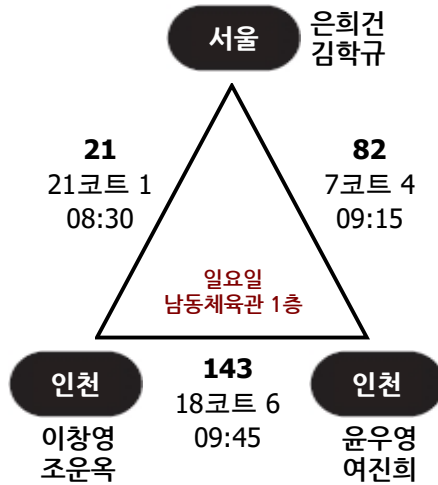 서울
은희건
김학규
21
21코트 1
08:30
82
7코트 4
09:15
일요일
남동체육관 1층
인천
이창영
조운옥
143
18코트 6
09:45
인천
윤우영
여진희